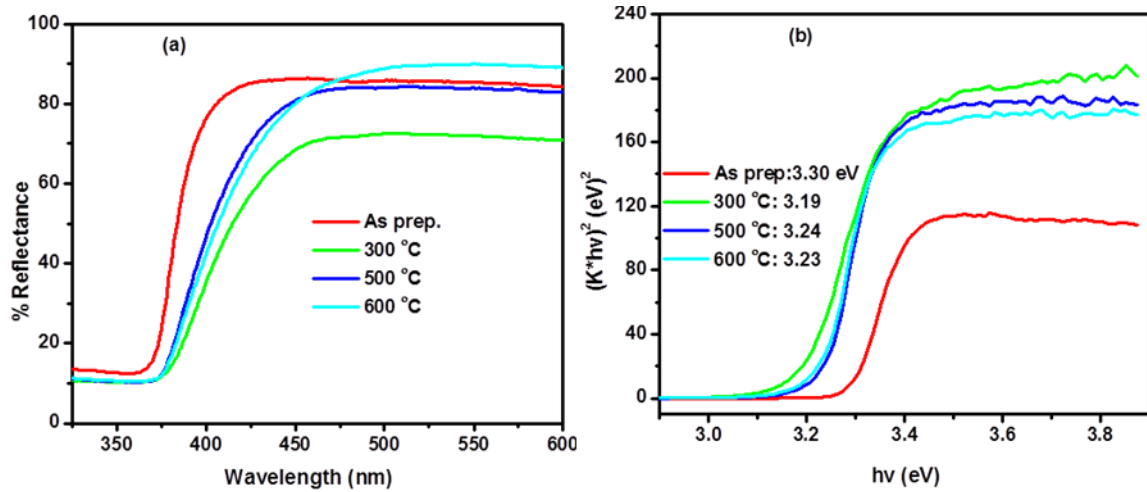 (a)
% Reflectance
100
80
60
40
20
0
350 400 450 500 550 600
Wavelength (nm)
As prep.
300 °C
500 °C
600 °C
(b)
(K*hν)² (eV)²
240
200
160
120
80
40
0
3.0 3.2 3.4 3.6 3.8
hν (eV)
As prep:3.30 eV
300 °C: 3.19
500 °C: 3.24
600 °C: 3.23